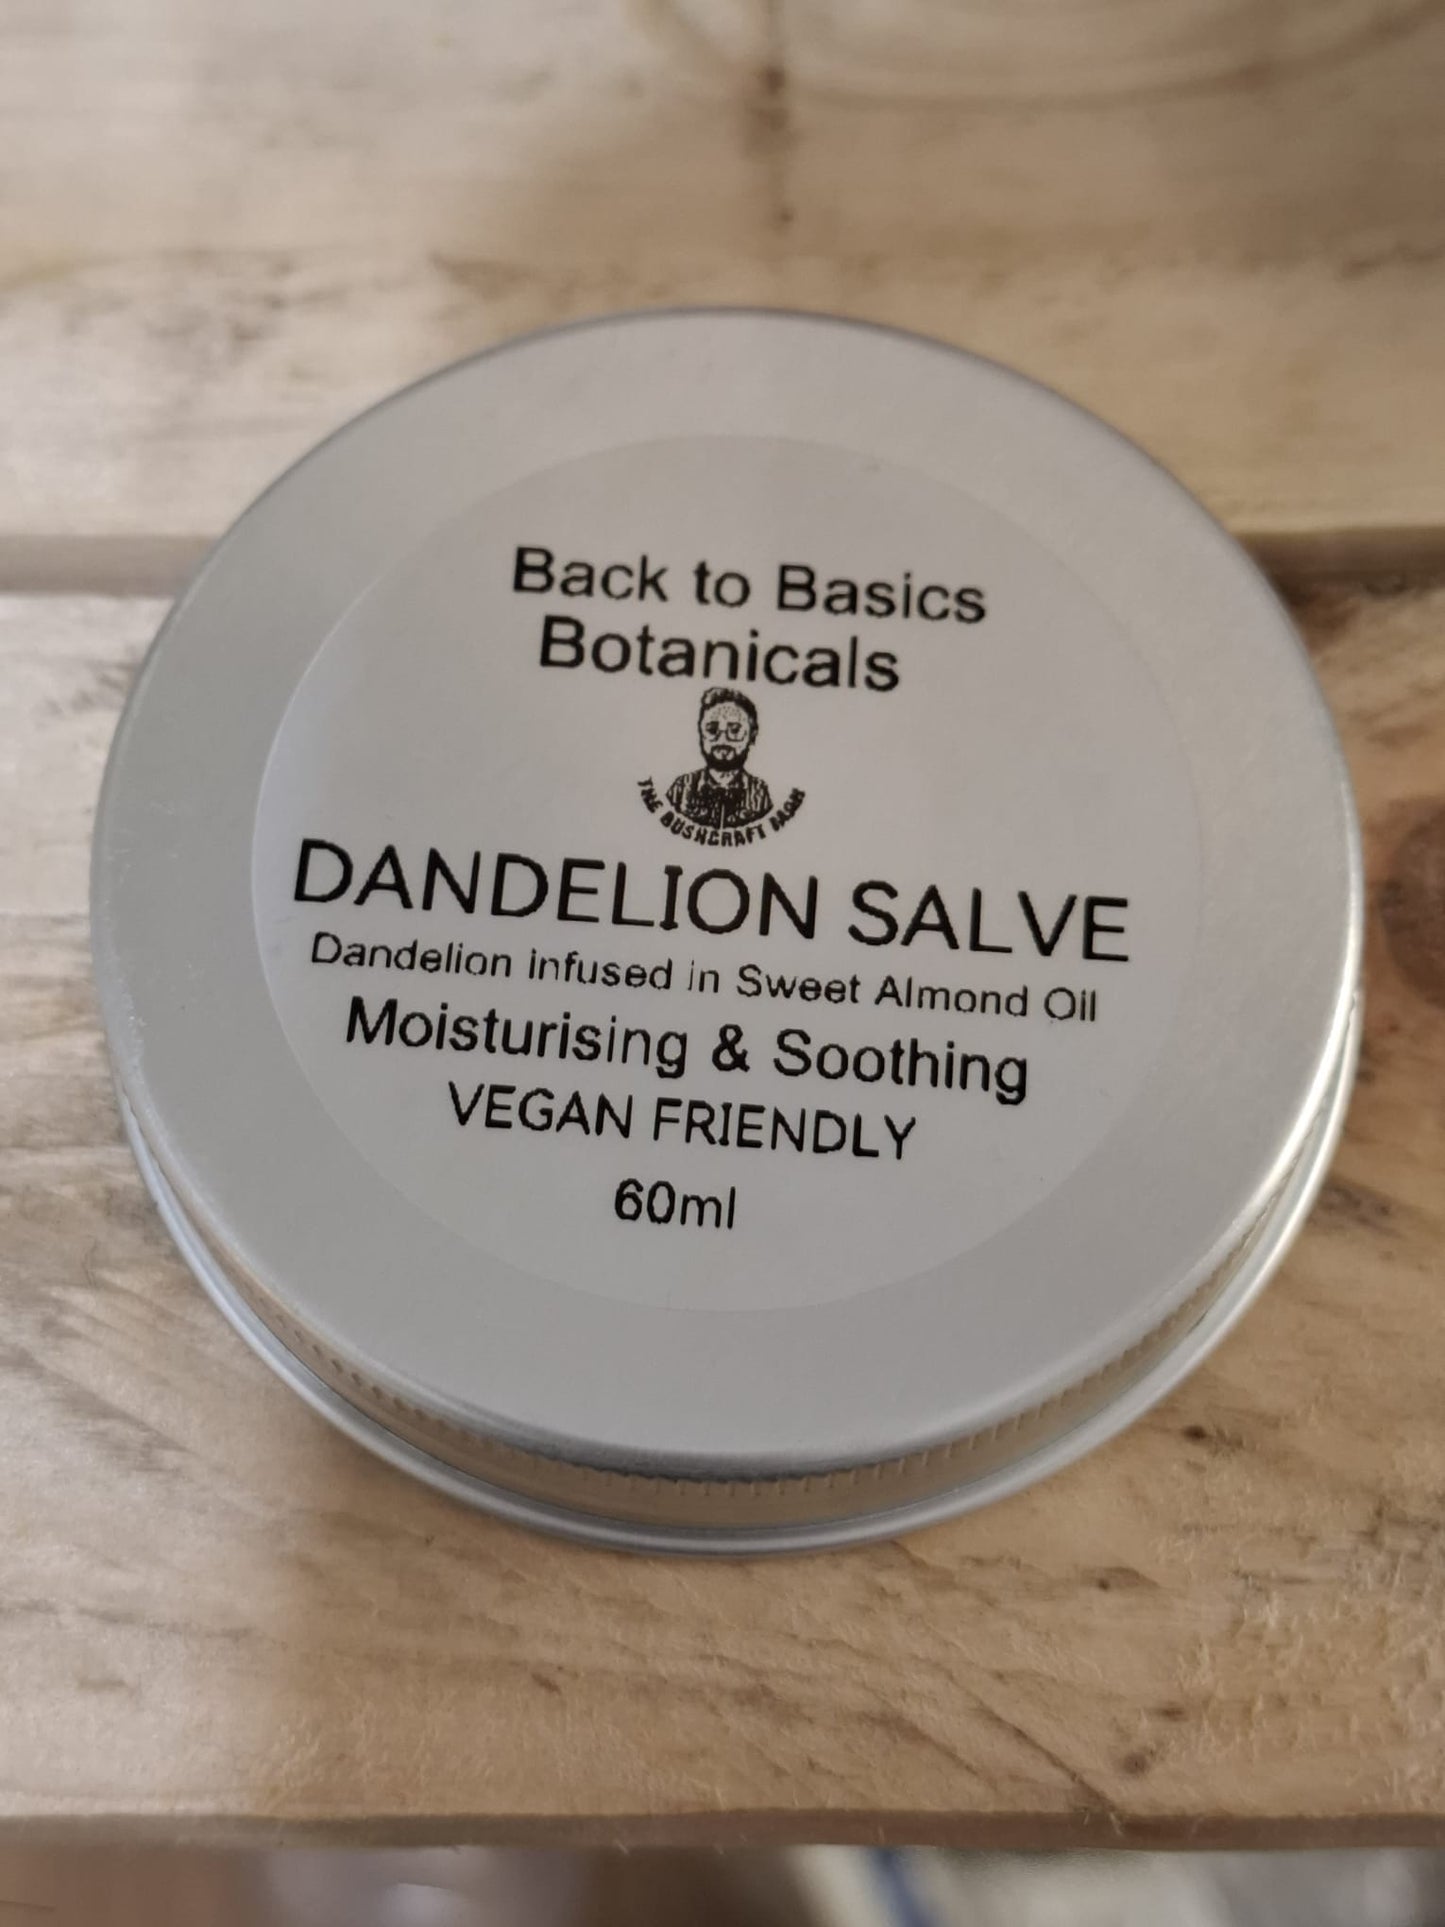 Back to Basics
Botanicals
THE BUSHCRAFT MAN
DANDELION SALVE
Dandelion infused in Sweet Almond Oil
Moisturising & Soothing
VEGAN FRIENDLY
60ml